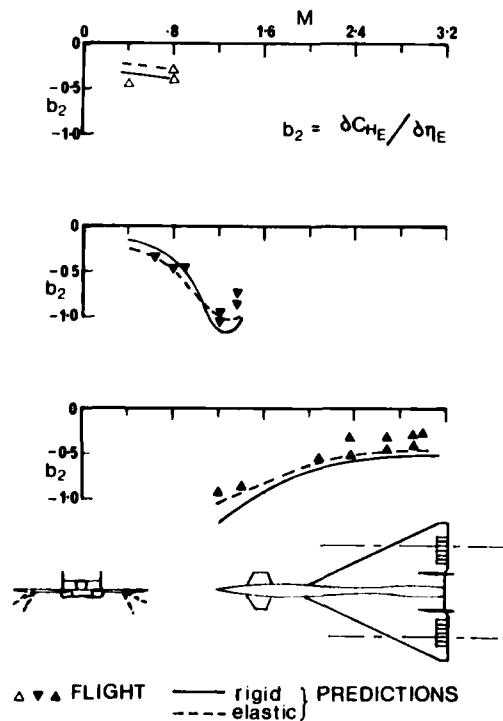 M
0 .8 1·6 2·4 3·2
0
-0·5
b2
-1·0
b2 = δCHE / δηE
0
-0·5
b2
-1·0
0
-0·5
b2
-1·0
△ ▼ ▲ FLIGHT
rigid
elastic
} PREDICTIONS